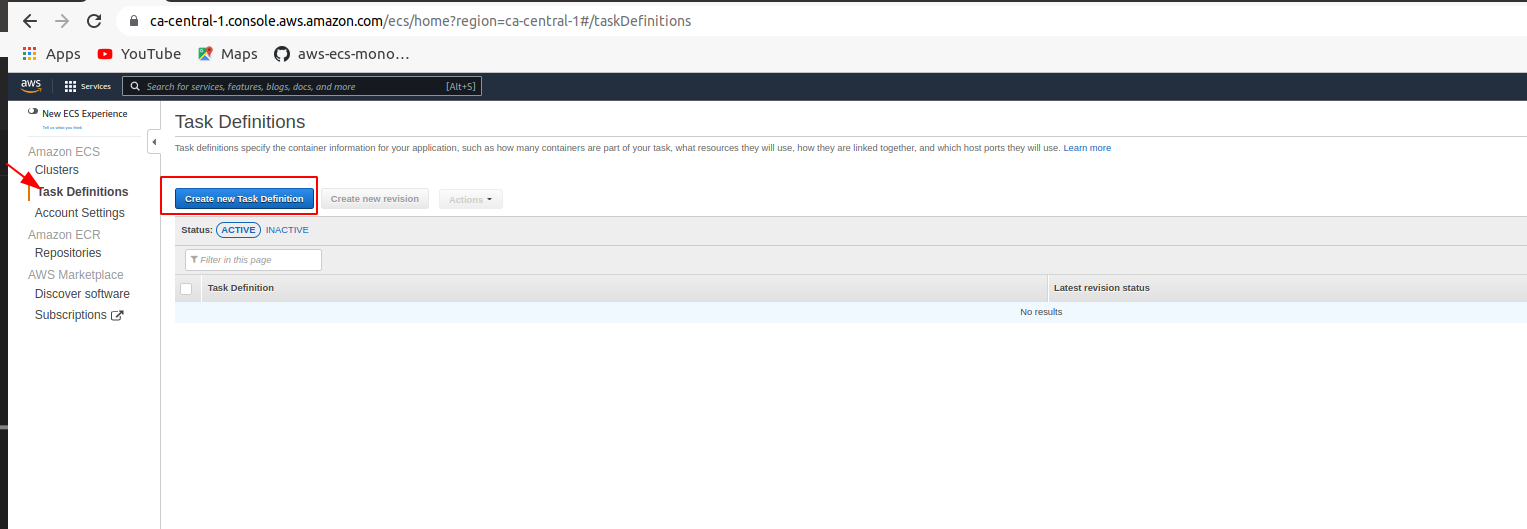 ca-central-1.console.aws.amazon.com/ecs/home?region=ca-central-1#/taskDefinitions
Apps YouTube Maps aws-ecs-mono…
aws Services Search for services, features, blogs, docs, and more [Alt+S]
New ECS Experience
Tell us what you think
Amazon ECS
Clusters
Task Definitions
Account Settings
Amazon ECR
Repositories
AWS Marketplace
Discover software
Subscriptions
Task Definitions
Task definitions specify the container information for your application, such as how many containers are part of your task, what resources they will use, how they are linked together, and which host ports they will use. Learn more
Create new Task Definition Create new revision Actions
Status: ACTIVE INACTIVE
Filter in this page
Task Definition Latest revision status
No results